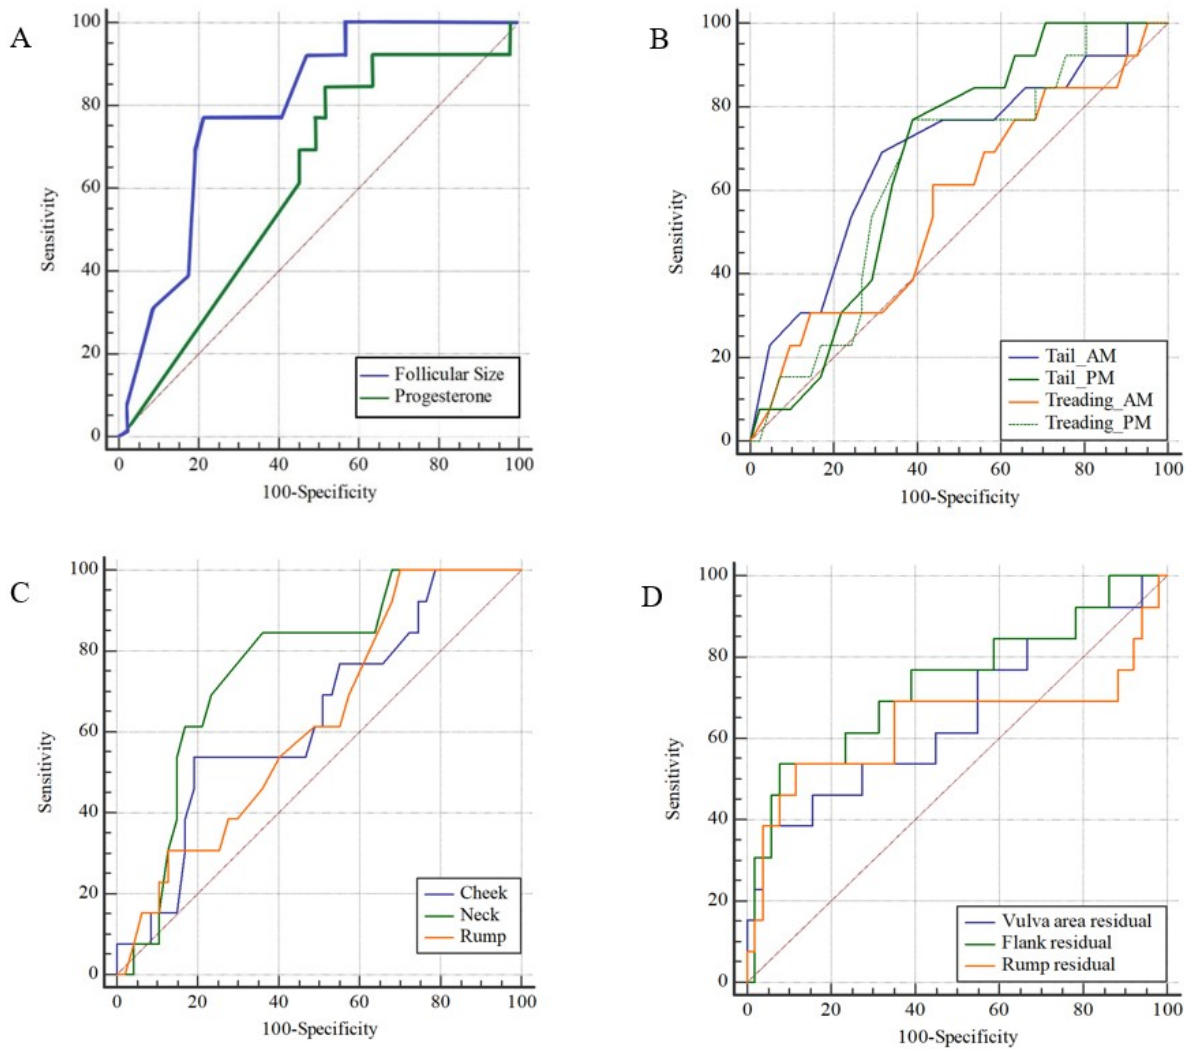 A
100
80
60
40
20
0
Sensitivity
Follicular Size
Progesterone
0 20 40 60 80 100
100-Specificity
B
100
80
60
40
20
0
Sensitivity
Tail_AM
Tail_PM
Treading_AM
Treading_PM
0 20 40 60 80 100
100-Specificity
C
100
80
60
40
20
0
Sensitivity
Cheek
Neck
Rump
0 20 40 60 80 100
100-Specificity
D
100
80
60
40
20
0
Sensitivity
Vulva area residual
Flank residual
Rump residual
0 20 40 60 80 100
100-Specificity